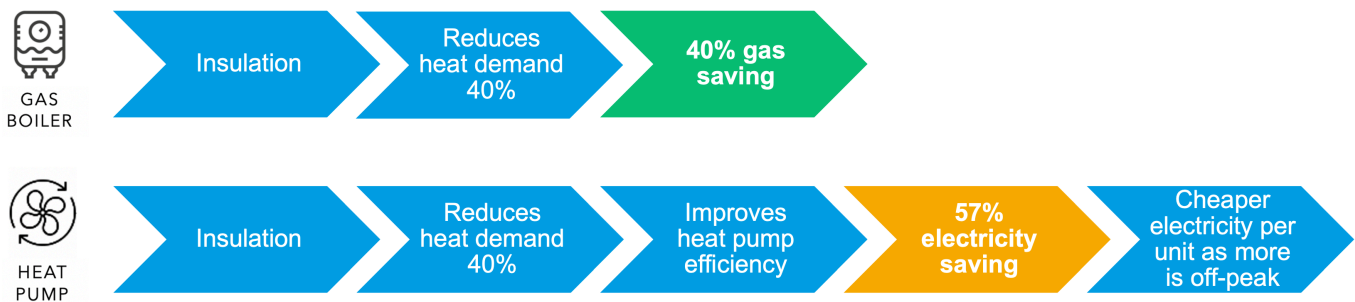 GAS
BOILER
Insulation
Reduces
heat demand
40%
40% gas
saving
HEAT
PUMP
Insulation
Reduces
heat demand
40%
Improves
heat pump
efficiency
57%
electricity
saving
Cheaper
electricity per
unit as more
is off-peak